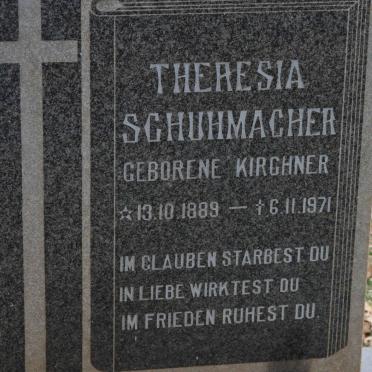 THERESIA
SCHUHMACHER
GEBORENE KIRCHNER
☆13.10.1889 — †6.11.1971
IM GLAUBEN STARBEST DU
IN LIEBE WIRKTEST DU
IM FRIEDEN RUHEST DU.